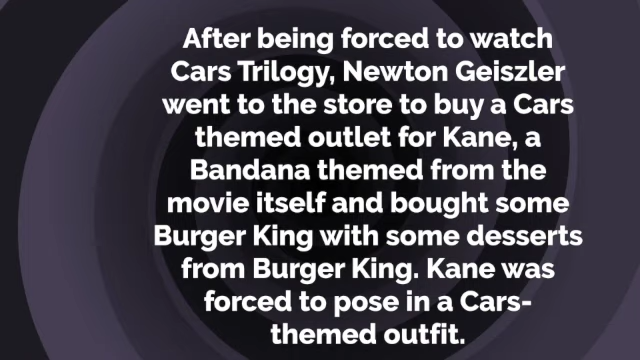 After being forced to watch
Cars Trilogy, Newton Geiszler
went to the store to buy a Cars
themed outlet for Kane, a
Bandana themed from the
movie itself and bought some
Burger King with some desserts
from Burger King. Kane was
forced to pose in a Cars-
themed outfit.